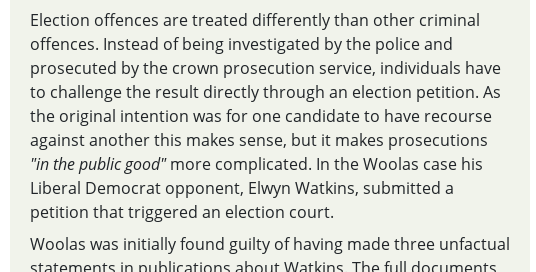 Election offences are treated differently than other criminal
offences. Instead of being investigated by the police and
prosecuted by the crown prosecution service, individuals have
to challenge the result directly through an election petition. As
the original intention was for one candidate to have recourse
against another this makes sense, but it makes prosecutions
"in the public good" more complicated. In the Woolas case his
Liberal Democrat opponent, Elwyn Watkins, submitted a
petition that triggered an election court.
Woolas was initially found guilty of having made three unfactual
statements in publications about Watkins. The full documents